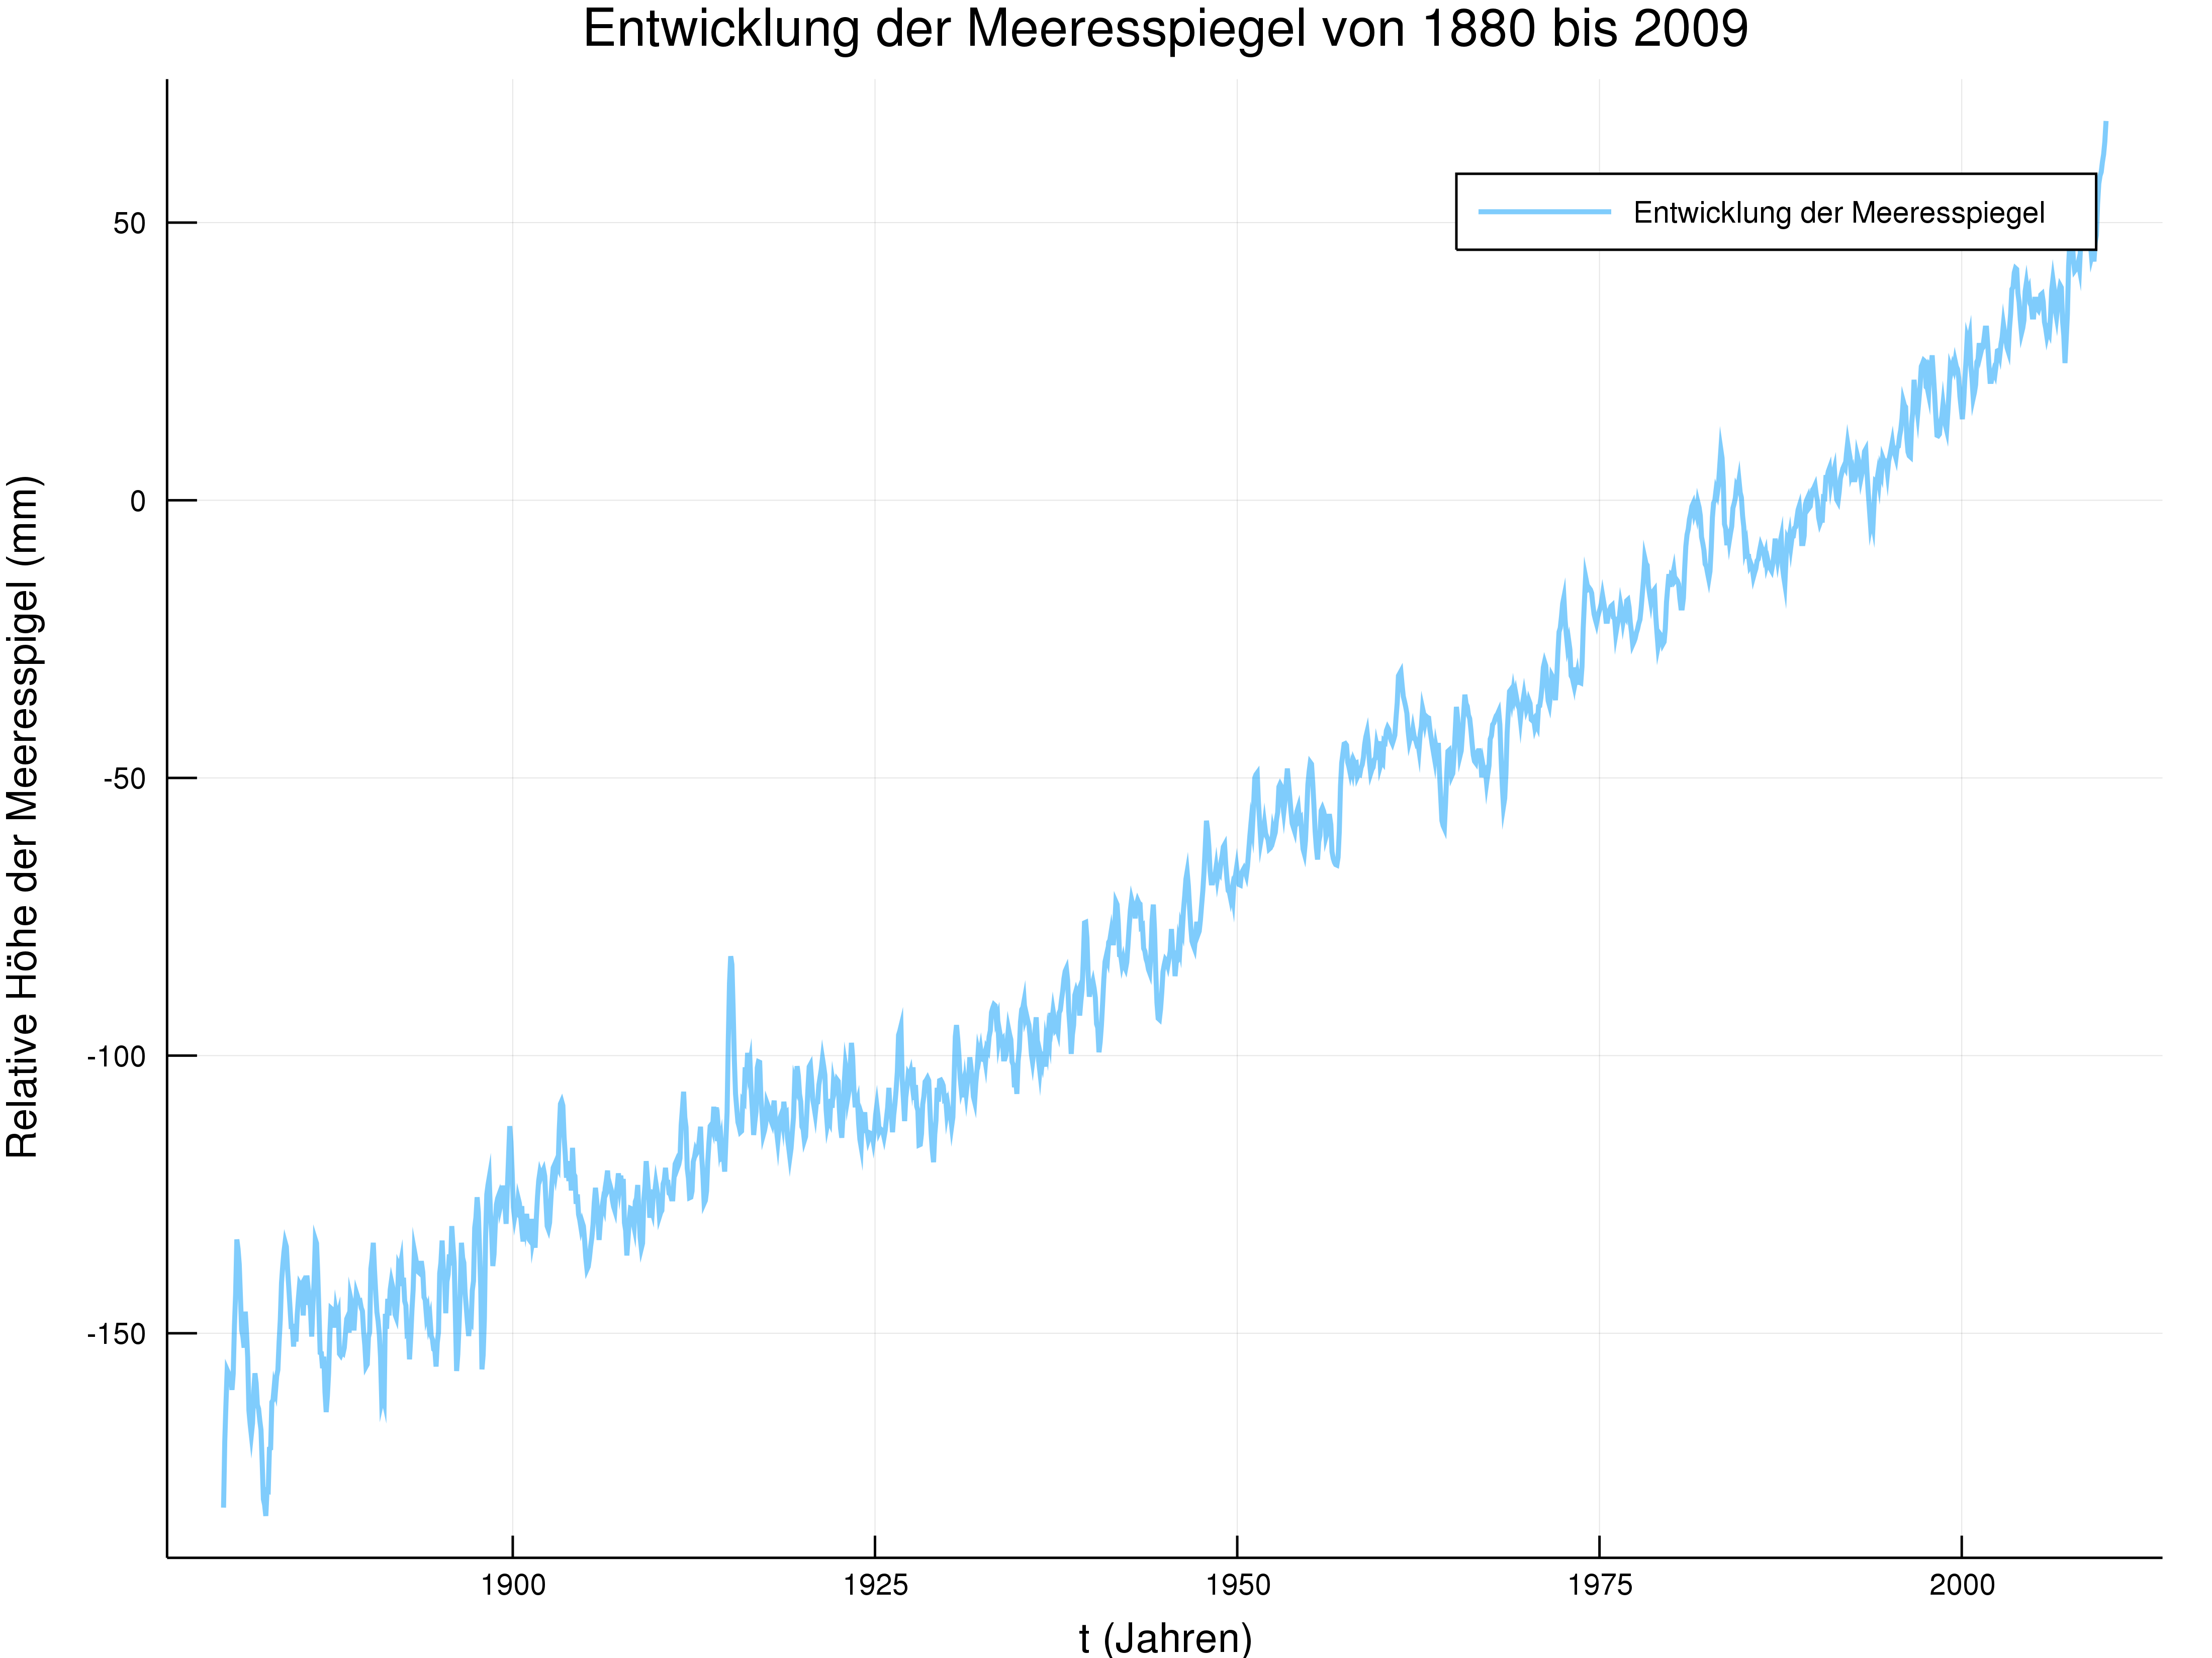 Entwicklung der Meeresspiegel von 1880 bis 2009
Entwicklung der Meeresspiegel
Relative Höhe der Meeresspigel (mm)
50
0
-50
-100
-150
1900
1925
1950
1975
2000
t (Jahren)